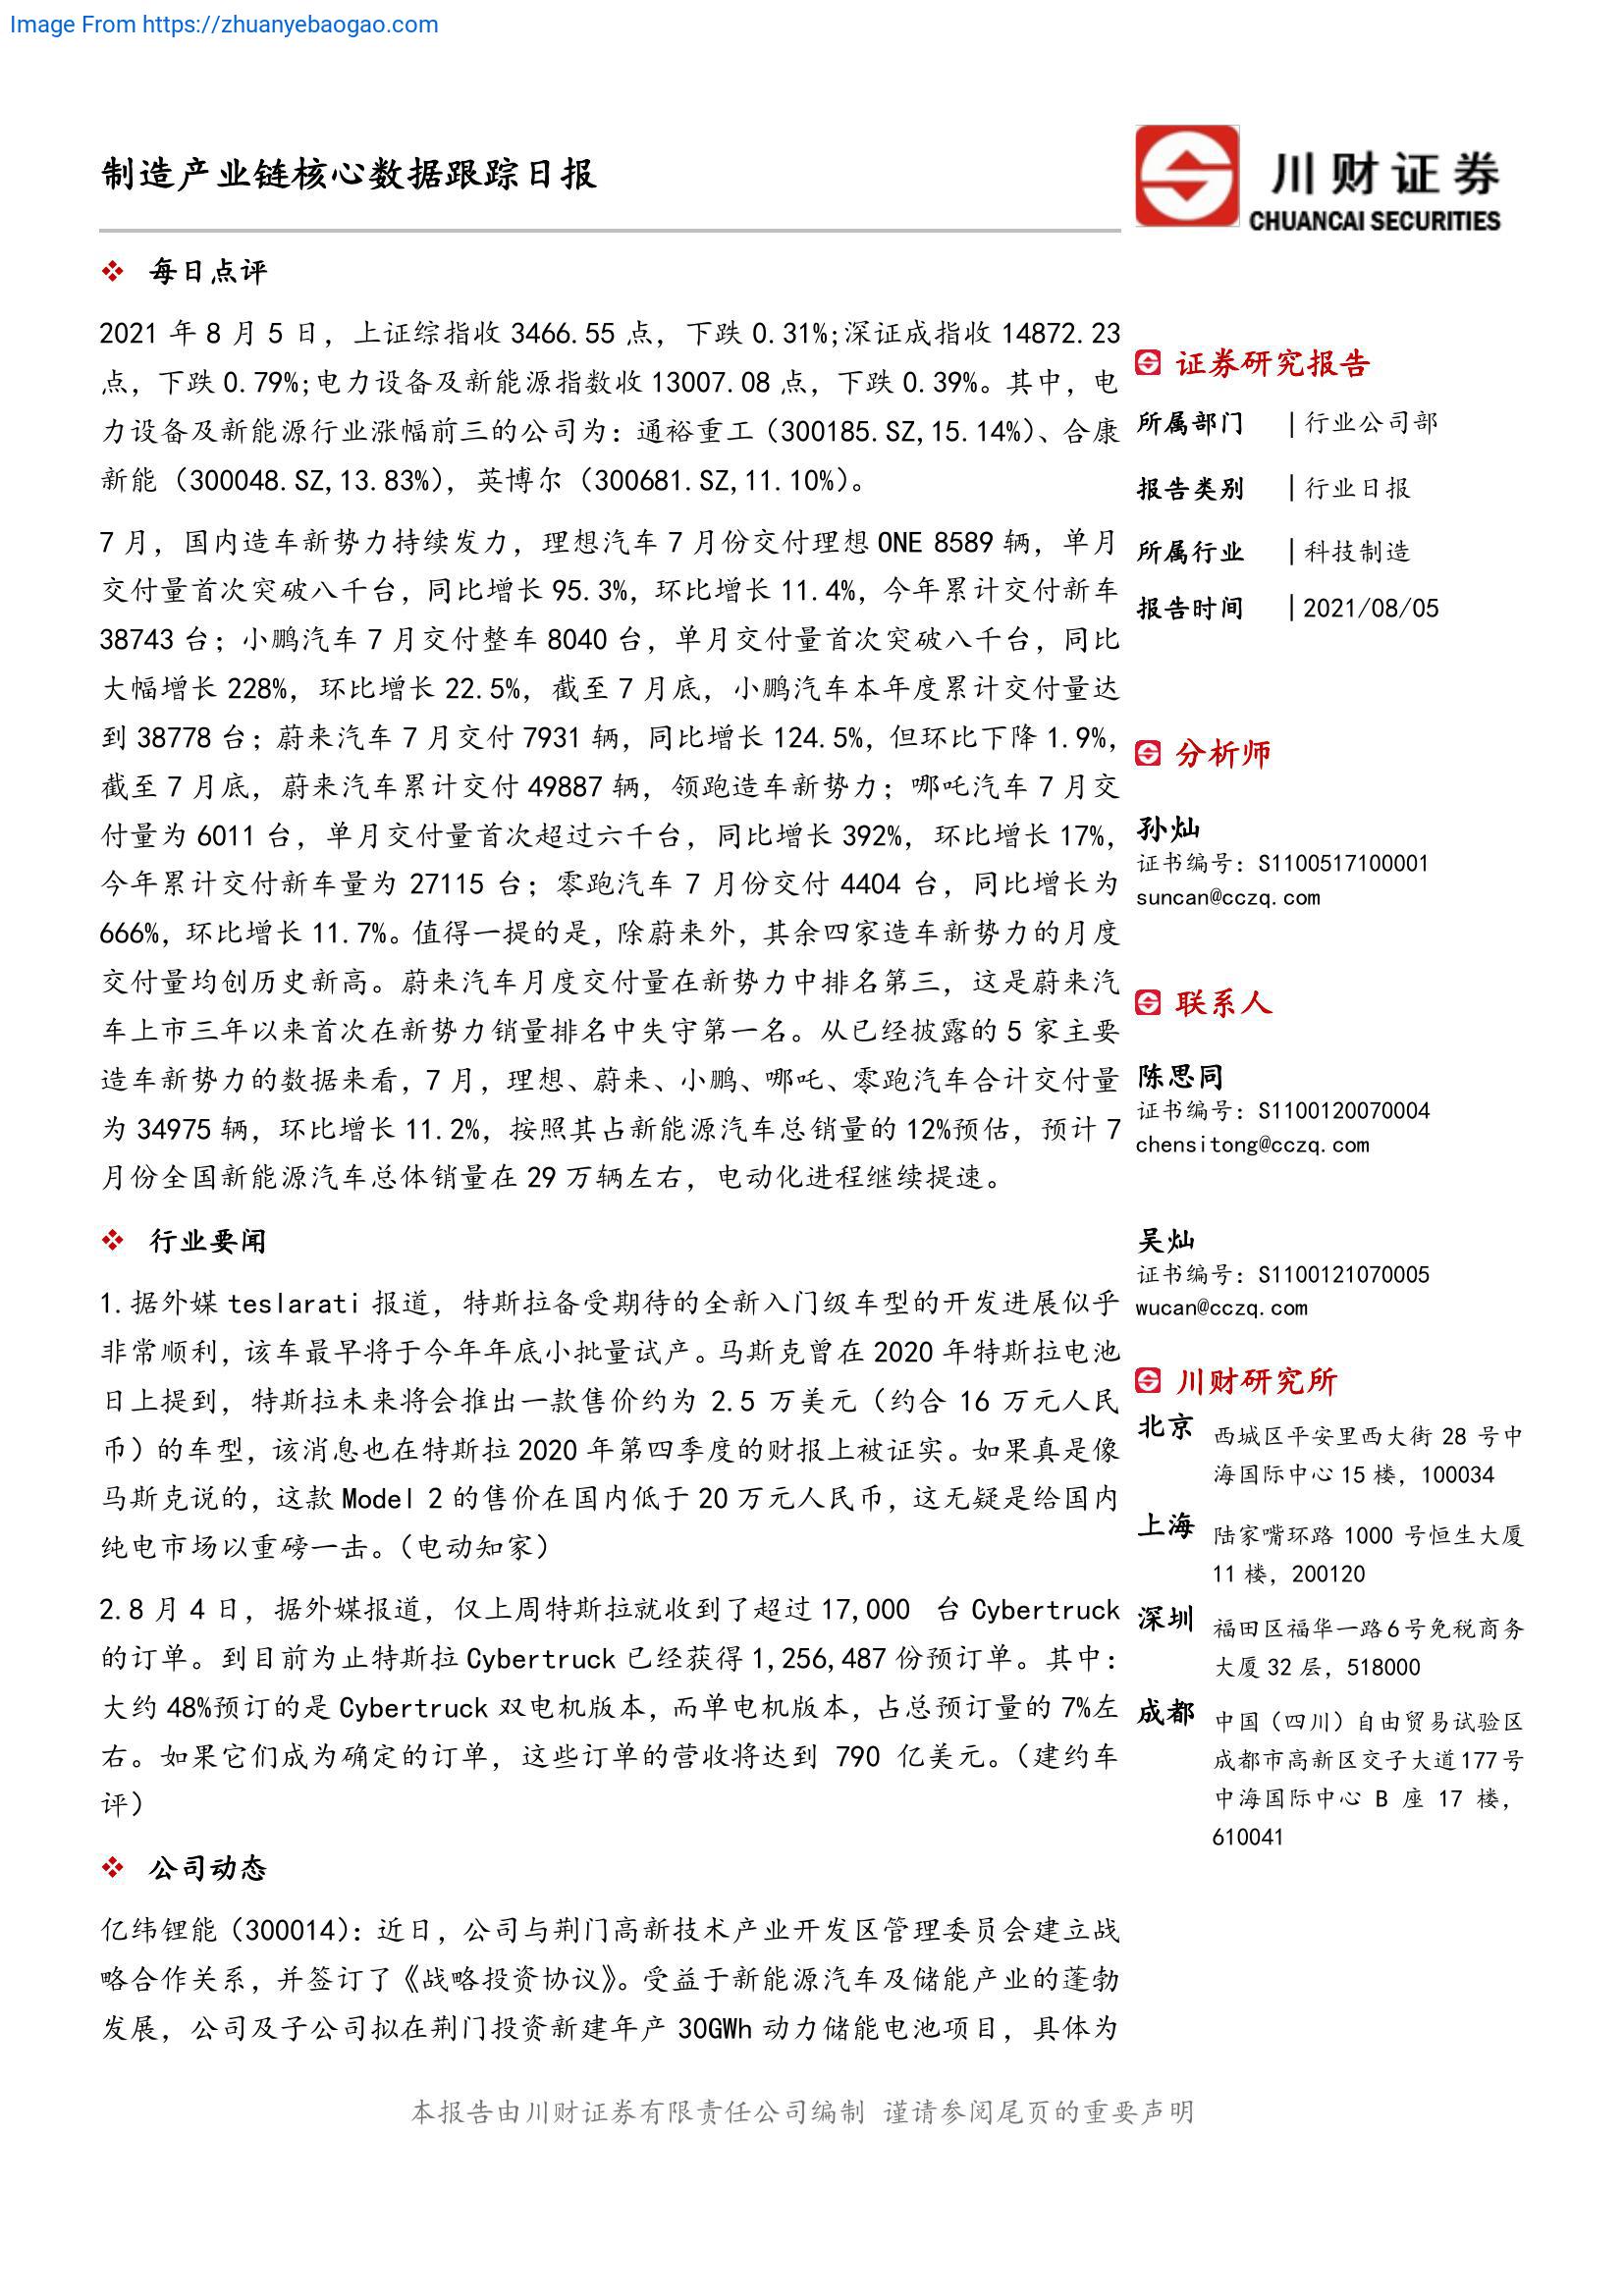 Image From https://zhuanyebaogao.com
制造产业链核心数据跟踪日报
川财证券
CHUANCAI SECURITIES
❖ 每日点评
2021 年 8 月 5 日，上证综指收 3466.55 点，下跌 0.31%;深证成指收 14872.23
点，下跌 0.79%;电力设备及新能源指数收 13007.08 点，下跌 0.39%。其中，电
力设备及新能源行业涨幅前三的公司为：通裕重工（300185.SZ,15.14%）、合康
新能（300048.SZ,13.83%），英博尔（300681.SZ,11.10%）。
7 月，国内造车新势力持续发力，理想汽车 7 月份交付理想 ONE 8589 辆，单月
交付量首次突破八千台，同比增长 95.3%，环比增长 11.4%，今年累计交付新车
38743 台；小鹏汽车 7 月交付整车 8040 台，单月交付量首次突破八千台，同比
大幅增长 228%，环比增长 22.5%，截至 7 月底，小鹏汽车本年度累计交付量达
到 38778 台；蔚来汽车 7 月交付 7931 辆，同比增长 124.5%，但环比下降 1.9%，
截至 7 月底，蔚来汽车累计交付 49887 辆，领跑造车新势力；哪吒汽车 7 月交
付量为 6011 台，单月交付量首次超过六千台，同比增长 392%，环比增长 17%，
今年累计交付新车量为 27115 台；零跑汽车 7 月份交付 4404 台，同比增长为
666%，环比增长 11.7%。值得一提的是，除蔚来外，其余四家造车新势力的月度
交付量均创历史新高。蔚来汽车月度交付量在新势力中排名第三，这是蔚来汽
车上市三年以来首次在新势力销量排名中失守第一名。从已经披露的 5 家主要
造车新势力的数据来看，7 月，理想、蔚来、小鹏、哪吒、零跑汽车合计交付量
为 34975 辆，环比增长 11.2%，按照其占新能源汽车总销量的 12%预估，预计 7
月份全国新能源汽车总体销量在 29 万辆左右，电动化进程继续提速。
❖ 行业要闻
1.据外媒 teslarati 报道，特斯拉备受期待的全新入门级车型的开发进展似乎
非常顺利，该车最早将于今年年底小批量试产。马斯克曾在 2020 年特斯拉电池
日上提到，特斯拉未来将会推出一款售价约为 2.5 万美元（约合 16 万元人民
币）的车型，该消息也在特斯拉 2020 年第四季度的财报上被证实。如果真是像
马斯克说的，这款 Model 2 的售价在国内低于 20 万元人民币，这无疑是给国内
纯电市场以重磅一击。（电动知家）
2.8 月 4 日，据外媒报道，仅上周特斯拉就收到了超过 17,000 台 Cybertruck
的订单。到目前为止特斯拉 Cybertruck 已经获得 1,256,487 份预订单。其中：
大约 48%预订的是 Cybertruck 双电机版本，而单电机版本，占总预订量的 7%左
右。如果它们成为确定的订单，这些订单的营收将达到 790 亿美元。（建约车
评）
❖ 公司动态
亿纬锂能（300014）：近日，公司与荆门高新技术产业开发区管理委员会建立战
略合作关系，并签订了《战略投资协议》。受益于新能源汽车及储能产业的蓬勃
发展，公司及子公司拟在荆门投资新建年产 30GWh 动力储能电池项目，具体为
证券研究报告
所属部门 |行业公司部
报告类别 |行业日报
所属行业 |科技制造
报告时间 |2021/08/05
分析师
孙灿
证书编号：S1100517100001
suncan@cczq.com
联系人
陈思同
证书编号：S1100120070004
chensitong@cczq.com
吴灿
证书编号：S1100121070005
wucan@cczq.com
川财研究所
北京 西城区平安里西大街 28 号中
海国际中心 15 楼，100034
上海 陆家嘴环路 1000 号恒生大厦
11 楼，200120
深圳 福田区福华一路 6 号免税商务
大厦 32 层，518000
成都 中国（四川）自由贸易试验区
成都市高新区交子大道 177 号
中海国际中心 B 座 17 楼，
610041
本报告由川财证券有限责任公司编制 谨请参阅尾页的重要声明